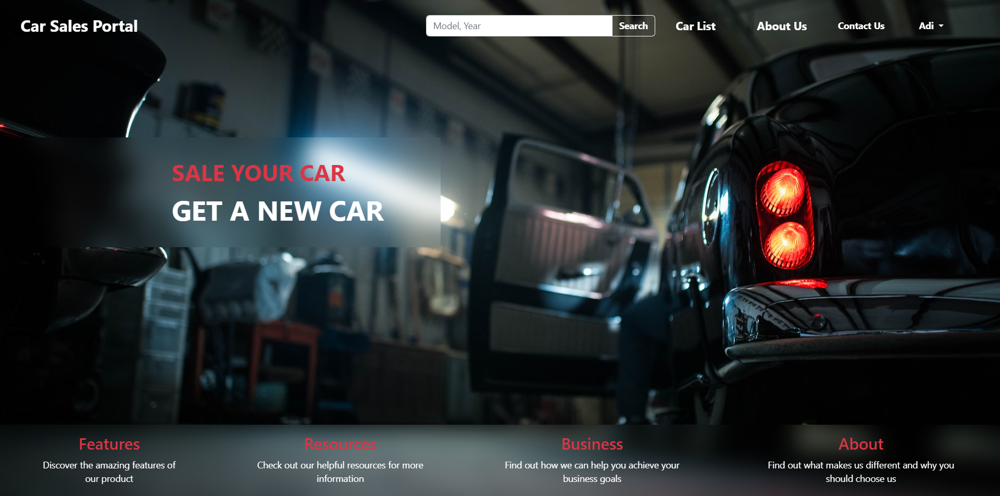 Car Sales Portal
Model, Year
Search
Car List
About Us
Contact Us
Adi
SALE YOUR CAR
GET A NEW CAR
Features
Discover the amazing features of
our product
Resources
Check out our helpful resources for more
information
Business
Find out how we can help you achieve your
business goals
About
Find out what makes us different and why you
should choose us